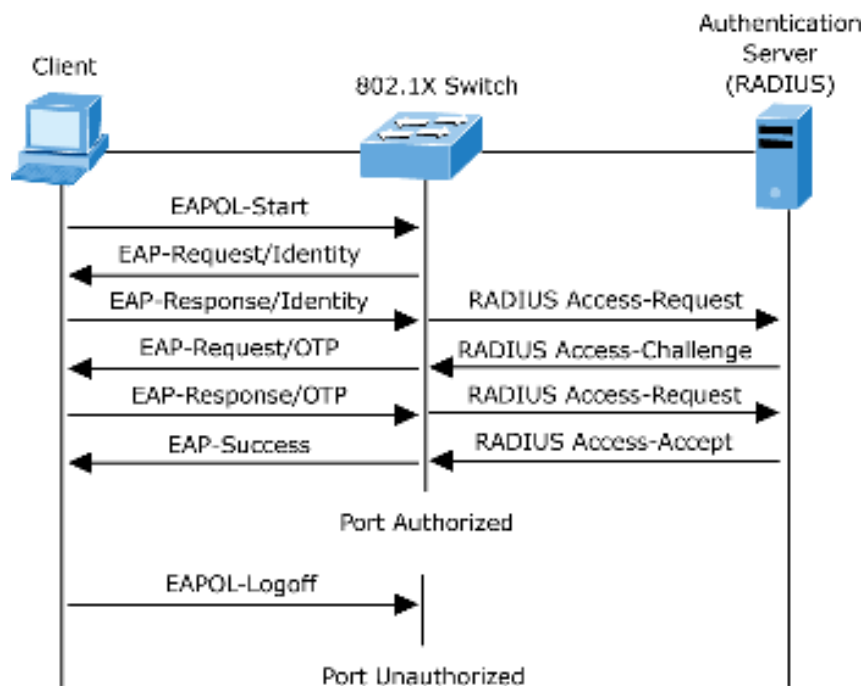 Authentication
Server
(RADIUS)
Client
802.1X Switch
EAPOL-Start
EAP-Request/Identity
EAP-Response/Identity
RADIUS Access-Request
EAP-Request/OTP
RADIUS Access-Challenge
EAP-Response/OTP
RADIUS Access-Request
EAP-Success
RADIUS Access-Accept
Port Authorized
EAPOL-Logoff
Port Unauthorized